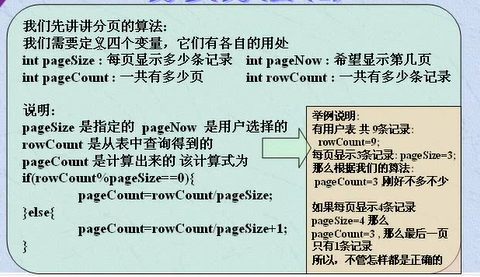 我们先讲讲分页的算法:
我们需要定义四个变量，它们有各自的用处
int pageSize : 每页显示多少条记录 int pageNow : 希望显示第几页
int pageCount : 一共有多少页 int rowCount : 一共有多少条记录
说明:
pageSize 是指定的 pageNow 是用户选择的
rowCount 是从表中查询得到的
pageCount 是计算出来的 该计算式为
if(rowCount%pageSize==0){
pageCount=rowCount/pageSize;
}else{
pageCount=rowCount/pageSize+1;
}
举例说明:
有用户表 共 9条记录:
rowCount=9;
每页显示3条记录: pageSize=3;
那么根据我们的算法:
pageCount=3 刚好不多不少
如果每页显示4条记录
pageSize=4 那么
pageCount=3 , 那么最后一页
只有1条记录
所以，不管怎样都是正确的